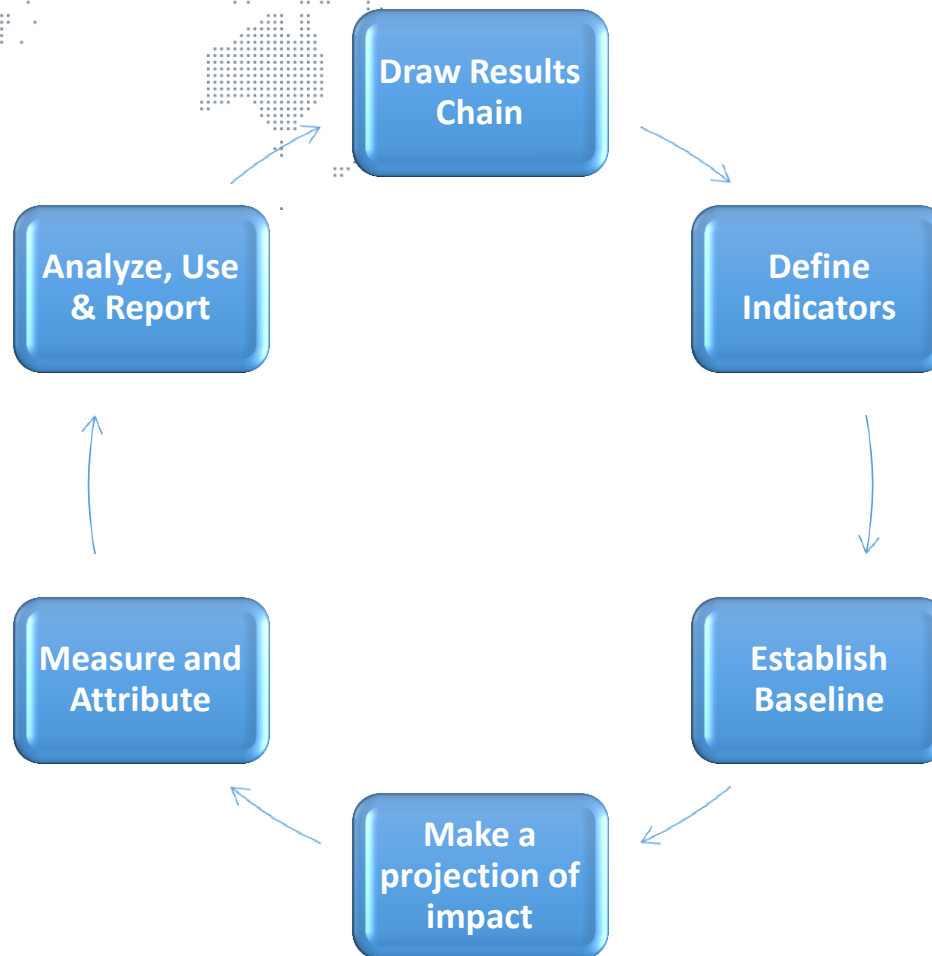 Draw Results
Chain
Define
Indicators
Establish
Baseline
Make a
projection of
impact
Measure and
Attribute
Analyze, Use
& Report